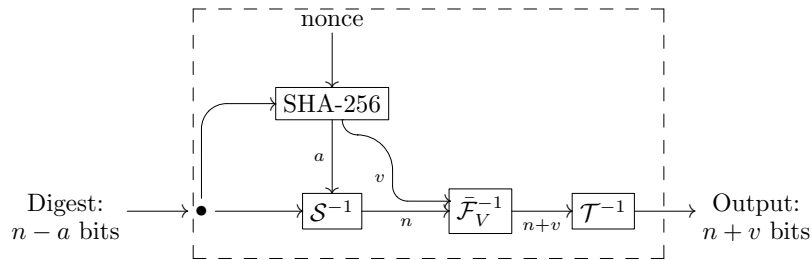 nonce
SHA-256
a
v
Digest:
n − a bits
S⁻¹
n
F̄_V⁻¹
n+v
T⁻¹
Output:
n + v bits